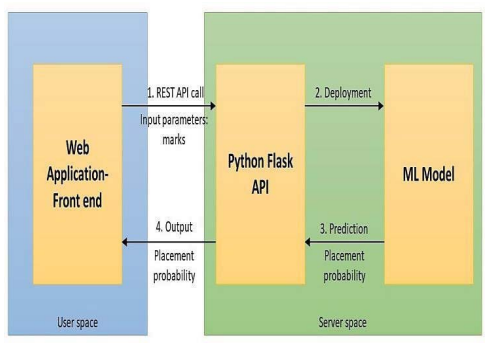 1. REST API call
Input parameters:
marks
2. Deployment
Web
Application-
Front end
Python Flask
API
ML Model
4. Output
Placement
probability
3. Prediction
Placement
probability
User space
Server space